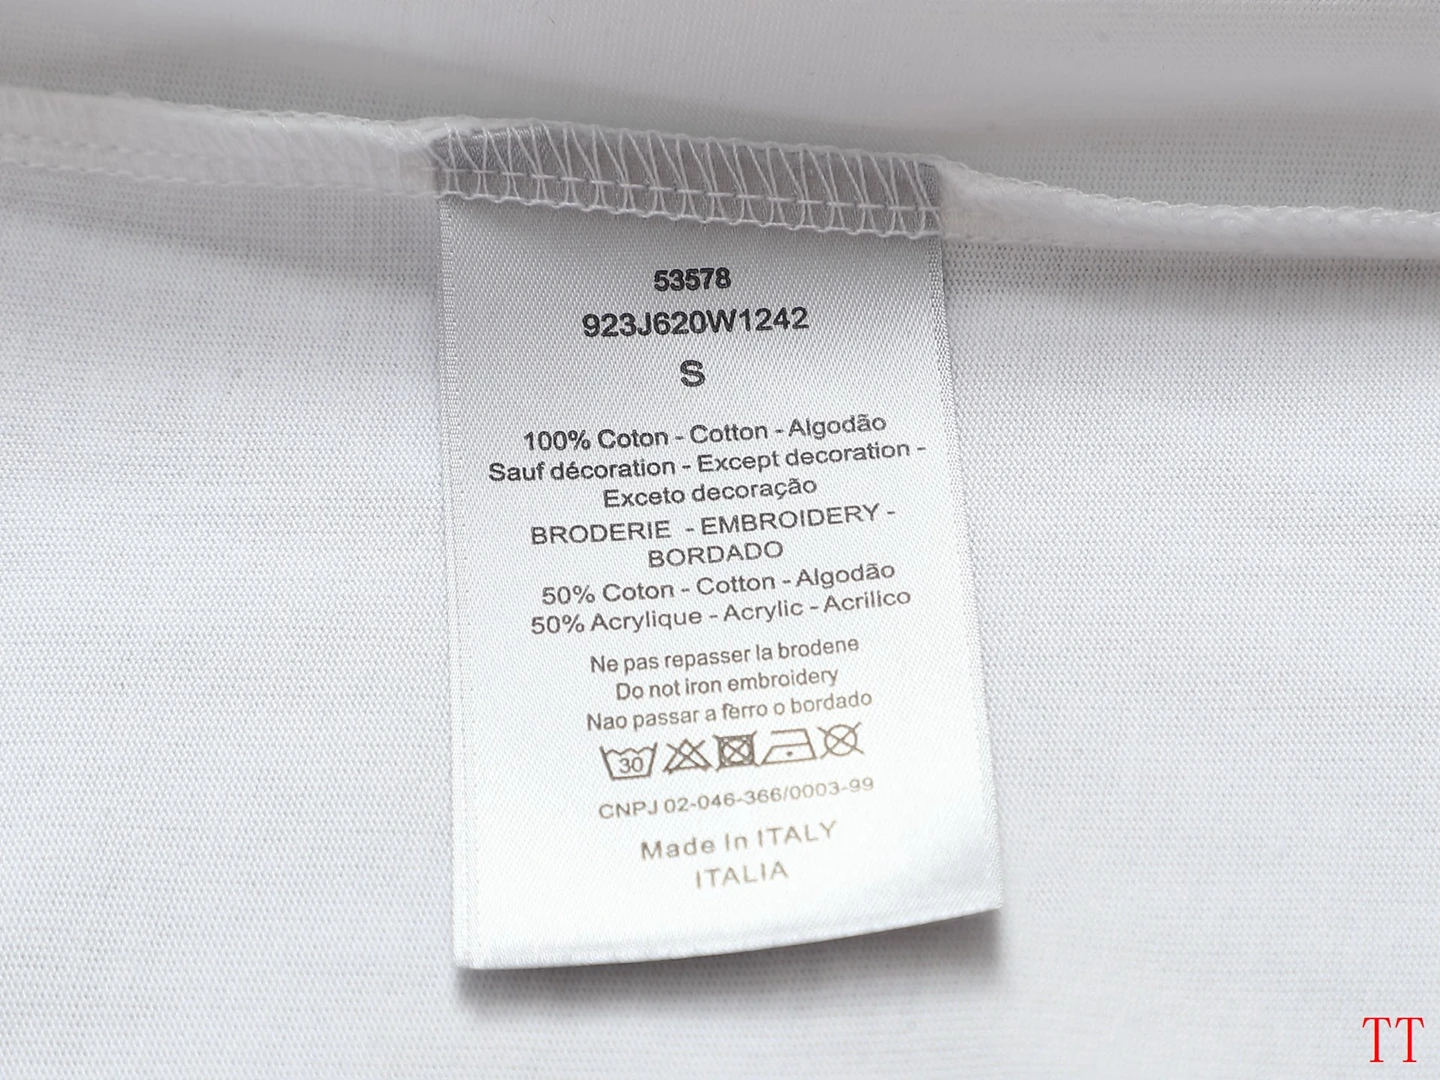 53578
923J620W1242
S
100% Coton - Cotton - Algodão
Sauf décoration - Except decoration -
Exceto decoração
BRODERIE - EMBROIDERY -
BORDADO
50% Coton - Cotton - Algodão
50% Acrylique - Acrylic - Acrilico
Ne pas repasser la brodene
Do not iron embroidery
Nao passar a ferro o bordado
30
CNPJ 02-046-366/0003-99
Made In ITALY
ITALIA
TT